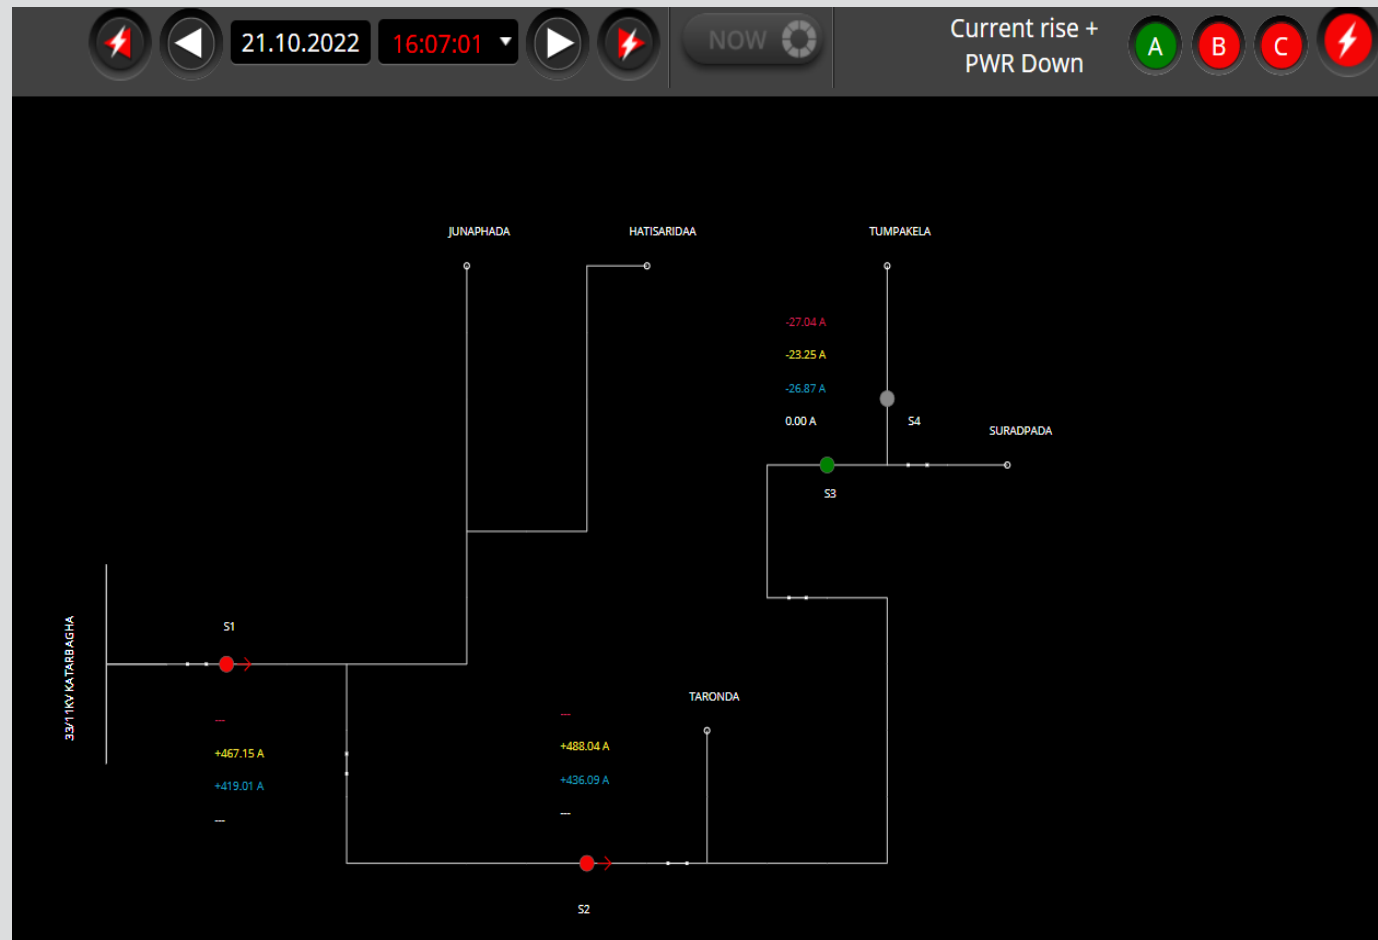 21.10.2022
16:07:01
NOW
Current rise +
PWR Down
A
B
C
JUNAPHADA
HATISARIDAA
TUMPAKELA
-27.04 A
-23.25 A
-26.87 A
0.00 A
S4
SURADPADA
S3
33/11KV KATARBAGHA
S1
---
+467.15 A
+419.01 A
---
---
+488.04 A
+436.09 A
---
TARONDA
S2